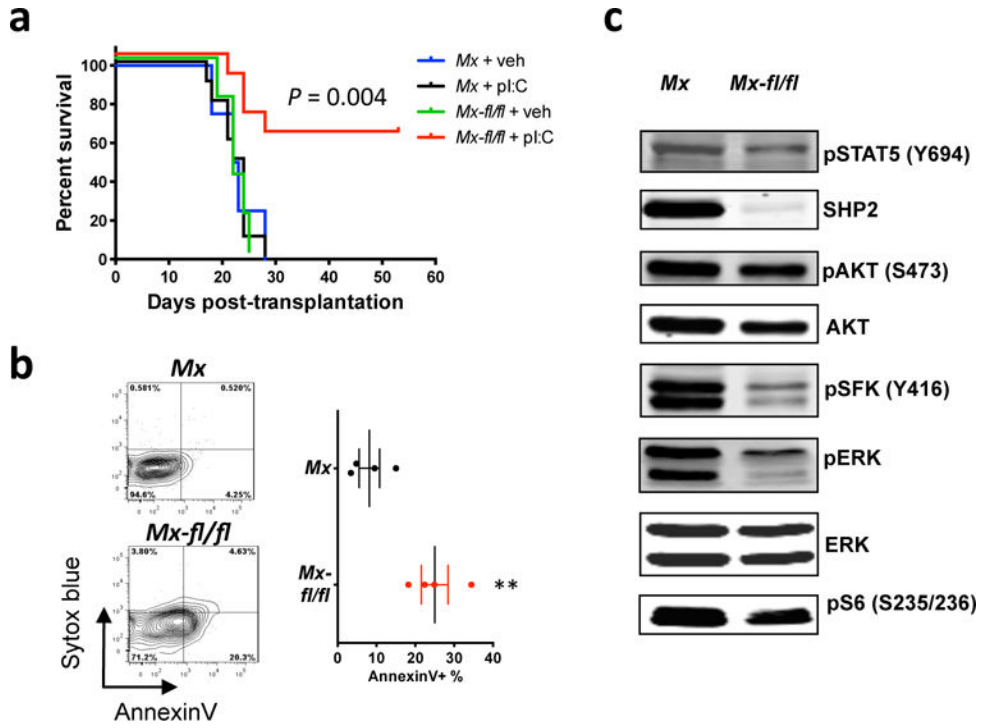 a
Percent survival
100
80
60
40
20
0
0 10 20 30 40 50 60
Days post-transplantation
P = 0.004
Mx + veh
Mx + pI:C
Mx-fl/fl + veh
Mx-fl/fl + pI:C
b
Mx
0.581% 0.520%
94.6% 4.25%
Mx-fl/fl
3.80% 4.63%
71.2% 20.3%
Sytox blue
AnnexinV
Mx
Mx-
fl/fl
**
0 10 20 30 40
AnnexinV+ %
c
Mx Mx-fl/fl
pSTAT5 (Y694)
SHP2
pAKT (S473)
AKT
pSFK (Y416)
pERK
ERK
pS6 (S235/236)